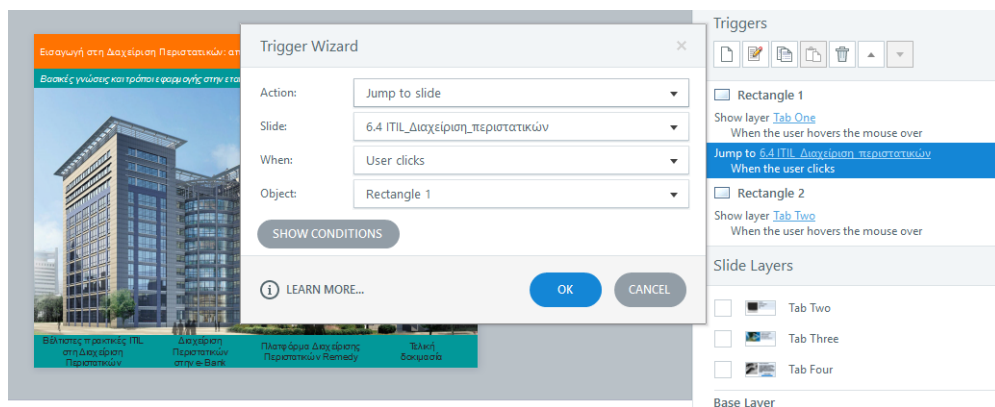 Εισαγωγή στη Διαχείριση Περιστατικών: απ
Βασικές γνώσεις και τρόποι εφαρμογής στην ετα
Βέλτιστες πρακτικές ITIL
στη Διαχείριση
Περιστατικών
Διαχείριση
Περιστατικών
στην e-Bank
Πλατφόρμα Διαχείρισης
Περιστατικών Remedy
Τελική
δοκιμασία
Trigger Wizard
Action: Jump to slide
Slide: 6.4 ITIL_Διαχείριση_περιστατικών
When: User clicks
Object: Rectangle 1
SHOW CONDITIONS
LEARN MORE...
OK
CANCEL
Triggers
Rectangle 1
Show layer Tab One
When the user hovers the mouse over
Jump to 6.4 ITIL_Διαχείριση_περιστατικών
When the user clicks
Rectangle 2
Show layer Tab Two
When the user hovers the mouse over
Slide Layers
Tab Two
Tab Three
Tab Four
Base Layer